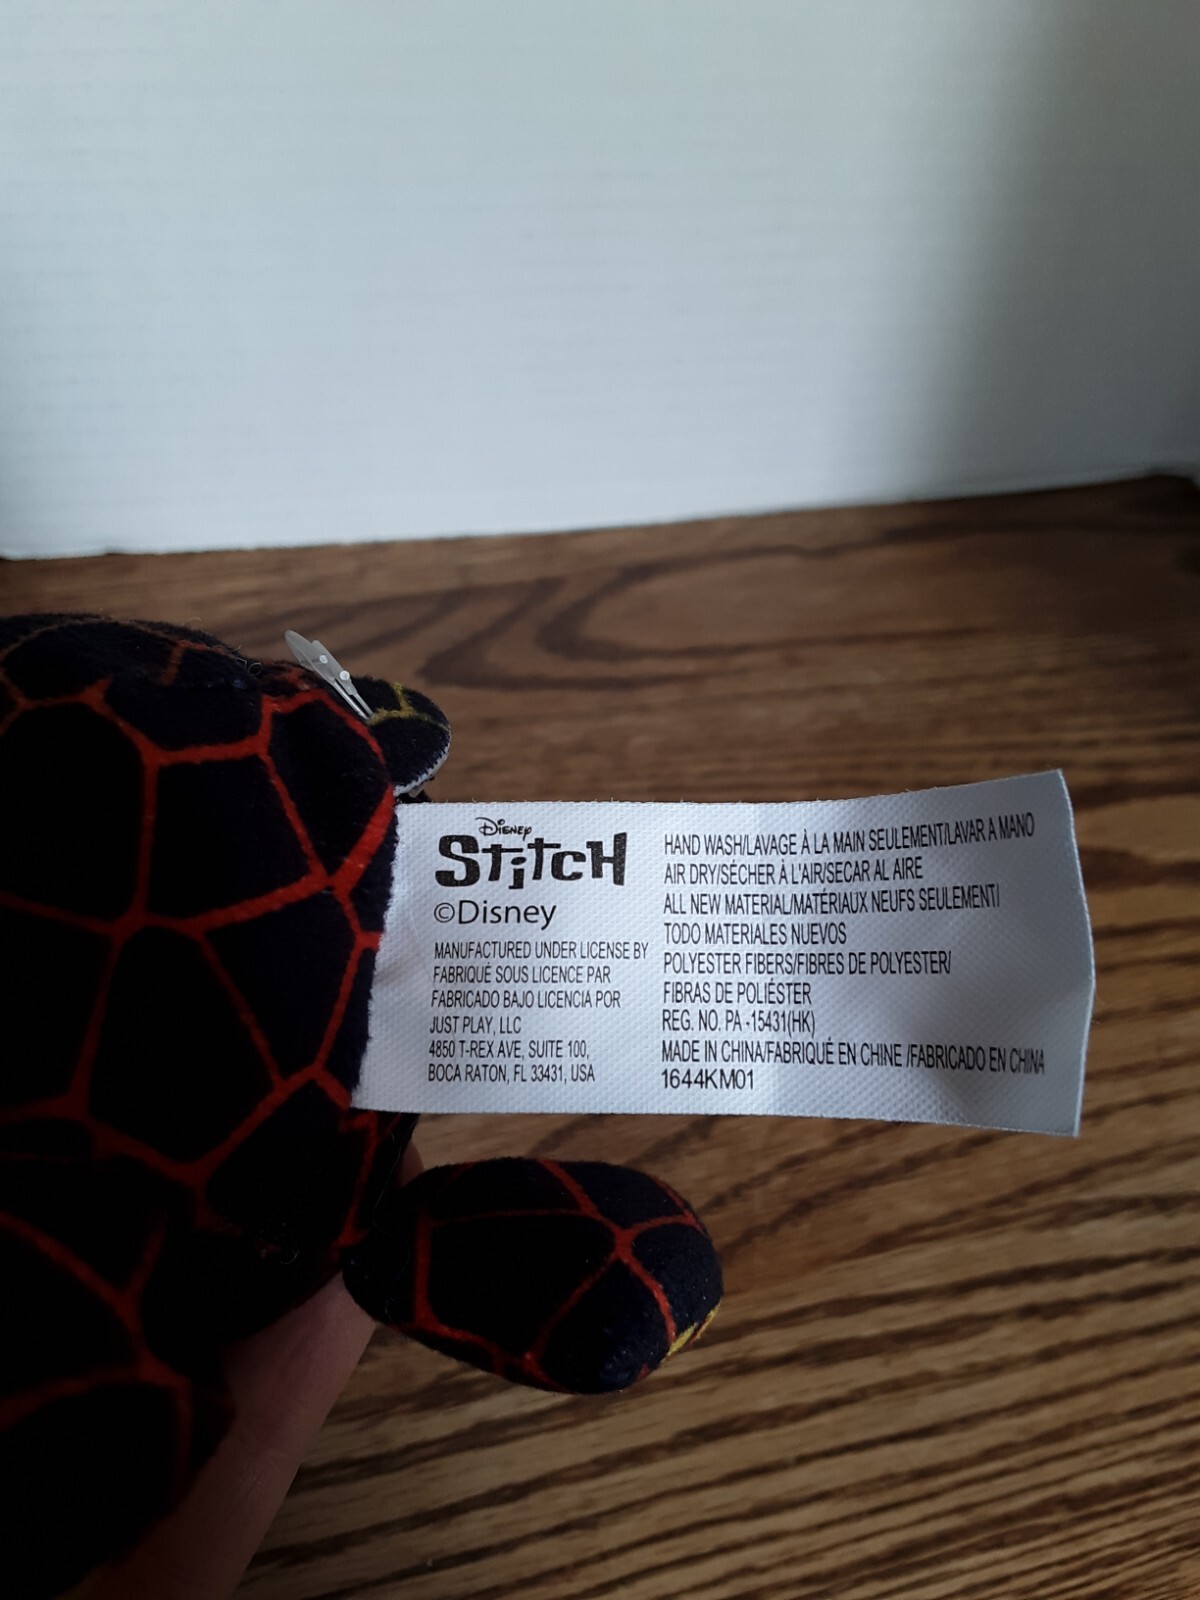 Disney
Stitch
©Disney
MANUFACTURED UNDER LICENSE BY
FABRIQUÉ SOUS LICENCE PAR
FABRICADO BAJO LICENCIA POR
JUST PLAY, LLC
4850 T-REX AVE, SUITE 100,
BOCA RATON, FL 33431, USA
HAND WASH/LAVAGE À LA MAIN SEULEMENT/LAVAR A MANO
AIR DRY/SÉCHER À L'AIR/SECAR AL AIRE
ALL NEW MATERIAL/MATÉRIAUX NEUFS SEULEMENT/
TODO MATERIALES NUEVOS
POLYESTER FIBERS/FIBRES DE POLYESTER/
FIBRAS DE POLIÉSTER
REG. NO. PA -15431(HK)
MADE IN CHINA/FABRIQUÉ EN CHINE /FABRICADO EN CHINA
1644KM01